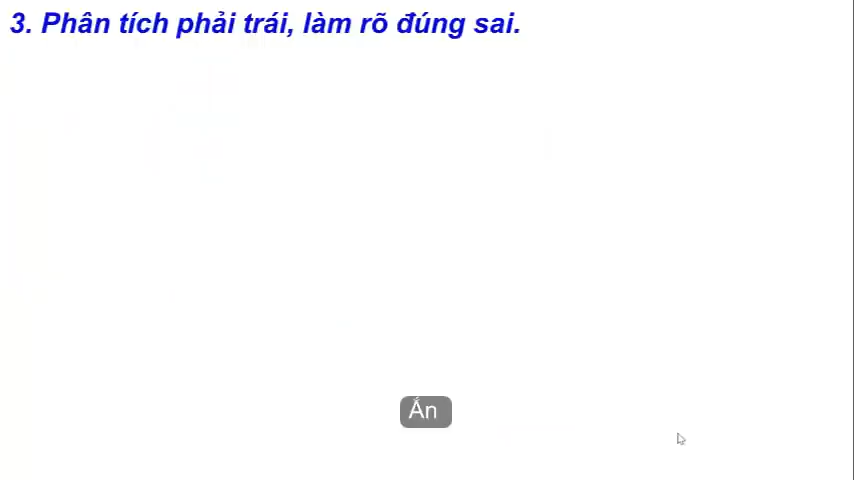 3. Phân tích phải trái, làm rõ đúng sai.
Ẩn